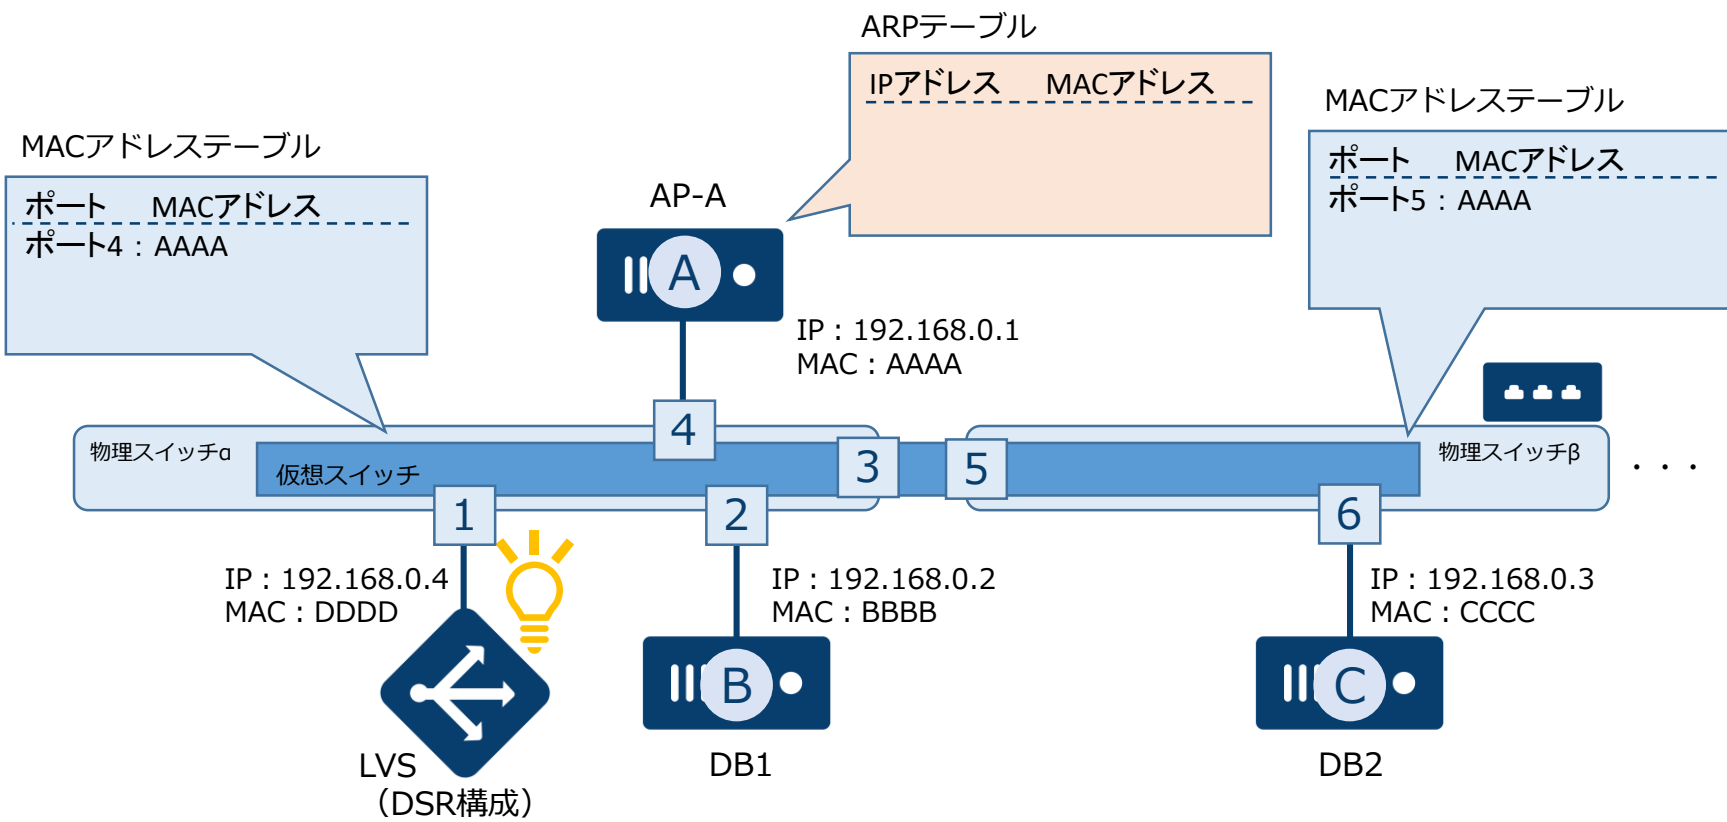 ARPテーブル
IPアドレス MACアドレス
MACアドレステーブル
ポート MACアドレス
ポート4：AAAA
AP-A
A
IP：192.168.0.1
MAC：AAAA
MACアドレステーブル
ポート MACアドレス
ポート5：AAAA
物理スイッチα
仮想スイッチ
4
3
5
物理スイッチβ
・・・
1
2
6
IP：192.168.0.4
MAC：DDDD
IP：192.168.0.2
MAC：BBBB
IP：192.168.0.3
MAC：CCCC
B
C
LVS
（DSR構成）
DB1
DB2